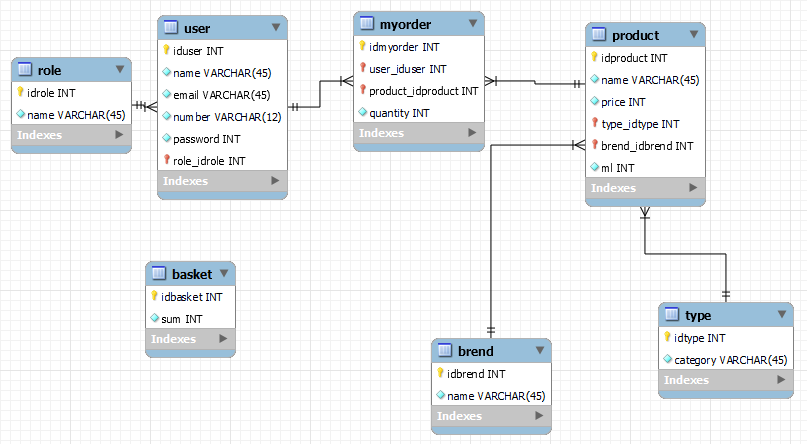 role
idrole INT
name VARCHAR(45)
Indexes
user
iduser INT
name VARCHAR(45)
email VARCHAR(45)
number VARCHAR(12)
password INT
role_idrole INT
Indexes
myorder
idmyorder INT
user_iduser INT
product_idproduct INT
quantity INT
Indexes
product
idproduct INT
name VARCHAR(45)
price INT
type_idtype INT
brend_idbrend INT
ml INT
Indexes
basket
idbasket INT
sum INT
Indexes
brend
idbrend INT
name VARCHAR(45)
Indexes
type
idtype INT
category VARCHAR(45)
Indexes